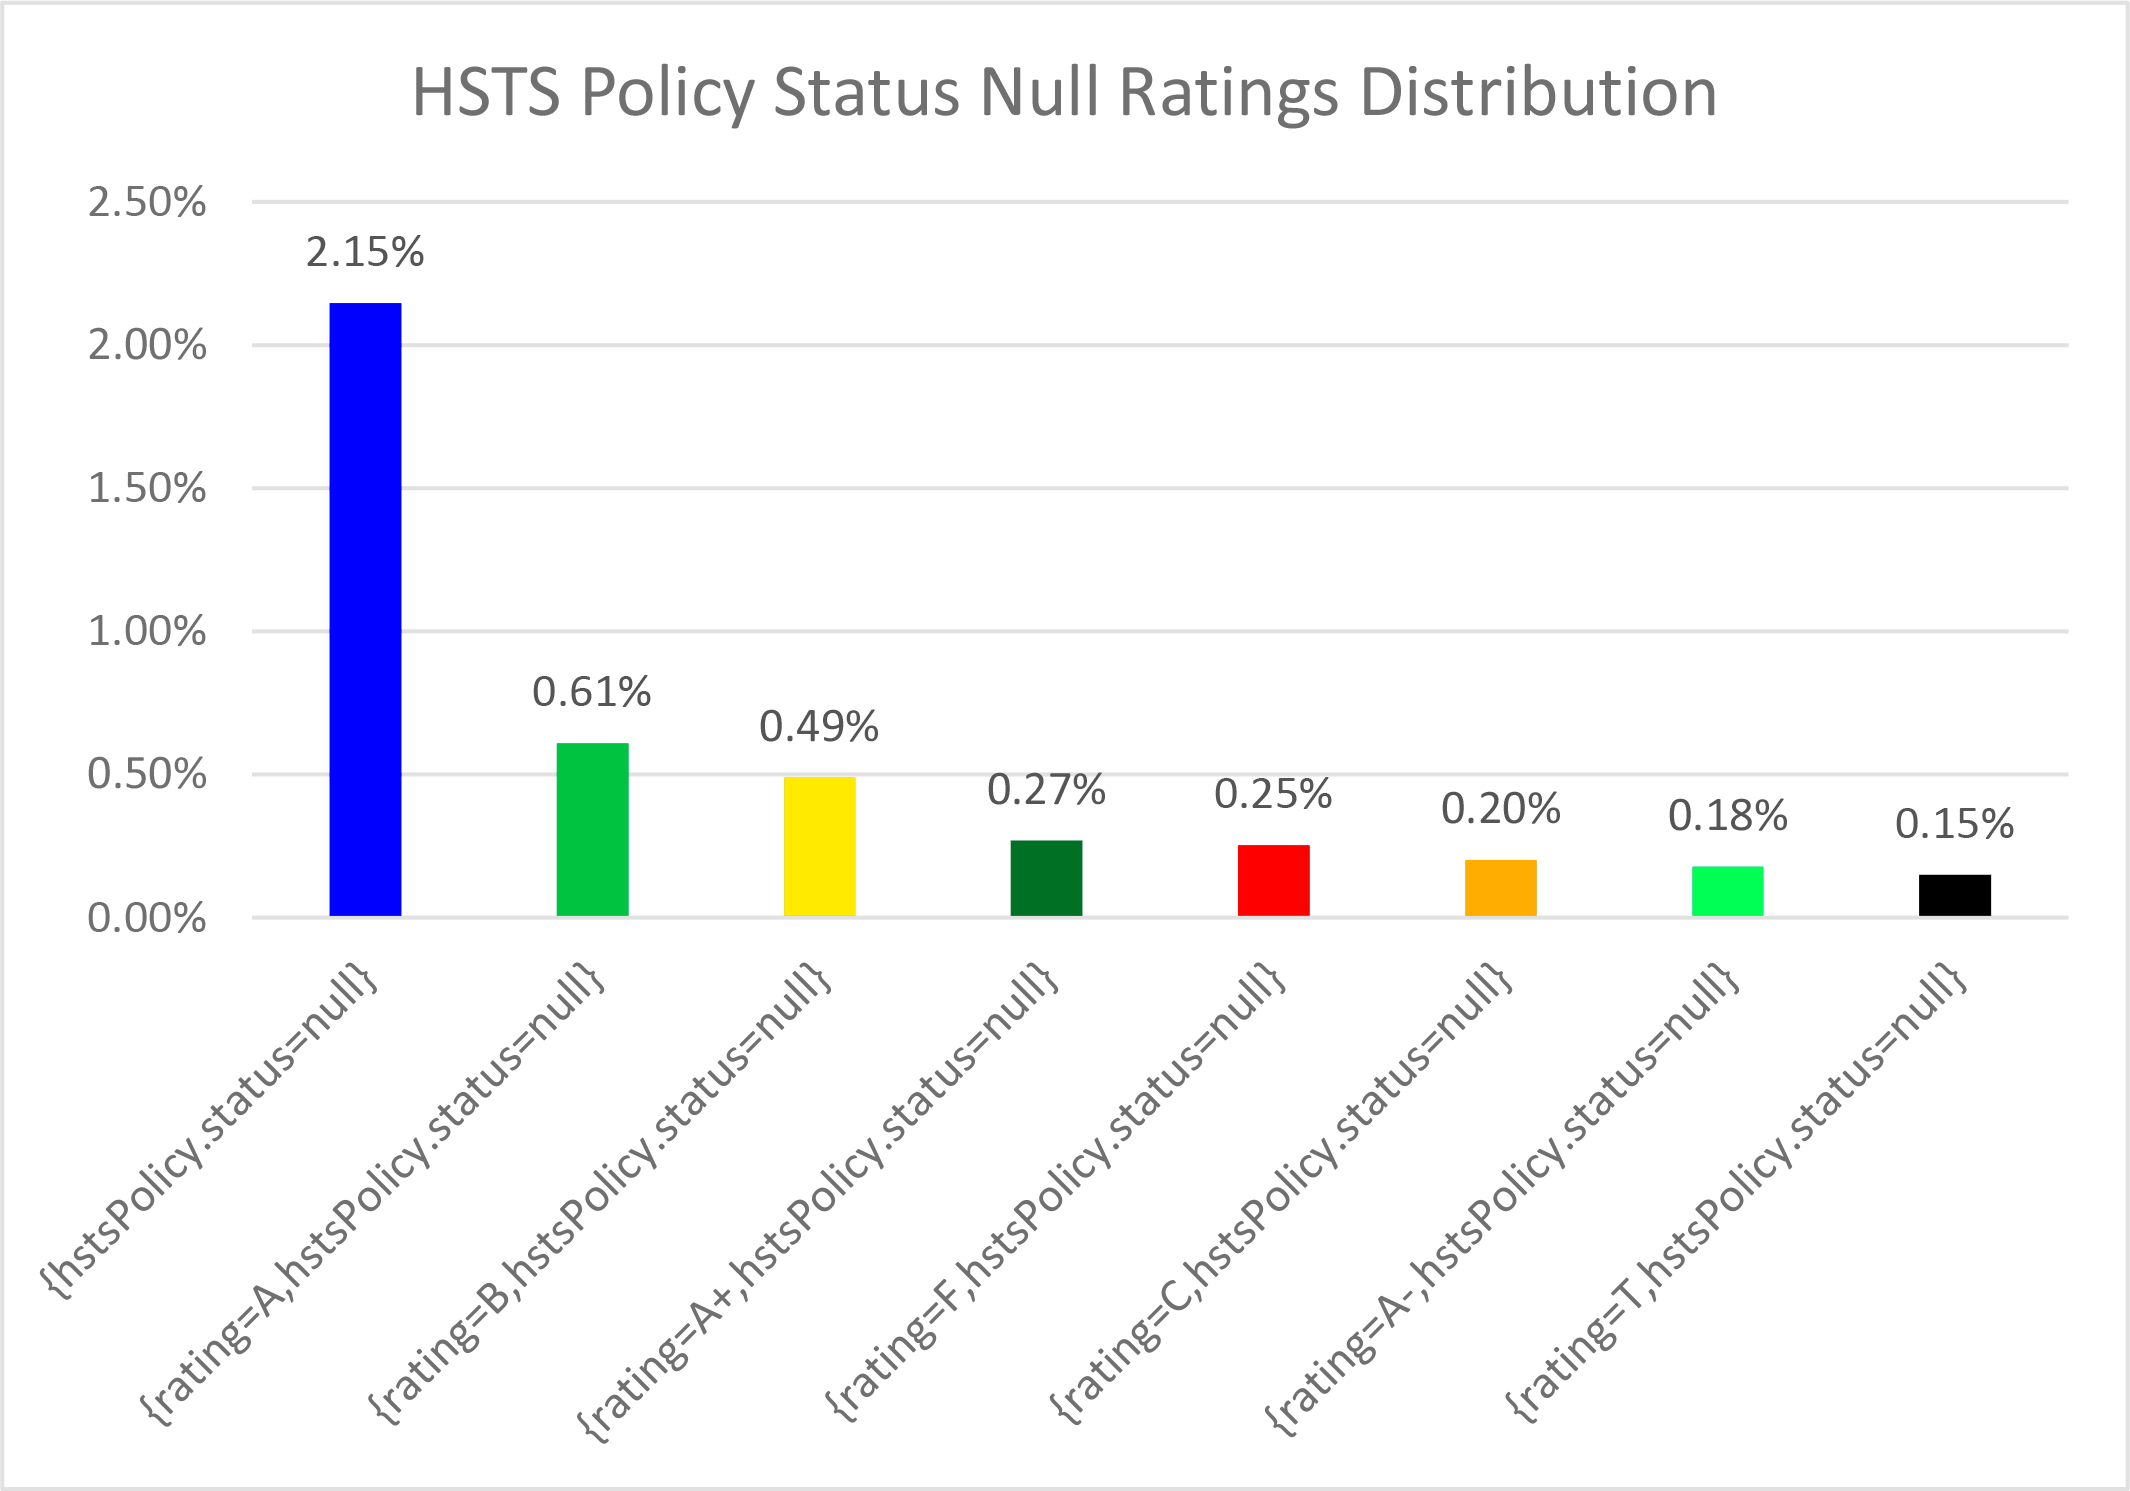 HSTS Policy Status Null Ratings Distribution
2.50%
2.00%
1.50%
1.00%
0.50%
0.00%
2.15%
0.61%
0.49%
0.27%
0.25%
0.20%
0.18%
0.15%
{hstsPolicy.status=null}
{rating=A,hstsPolicy.status=null}
{rating=B,hstsPolicy.status=null}
{rating=A+,hstsPolicy.status=null}
{rating=F,hstsPolicy.status=null}
{rating=C,hstsPolicy.status=null}
{rating=A-,hstsPolicy.status=null}
{rating=T,hstsPolicy.status=null}